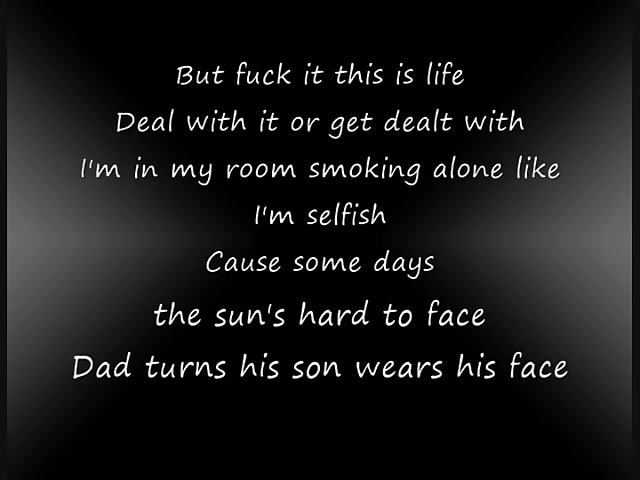 But fuck it this is life
Deal with it or get dealt with
I'm in my room smoking alone like
I'm selfish
Cause some days
the sun's hard to face
Dad turns his son wears his face